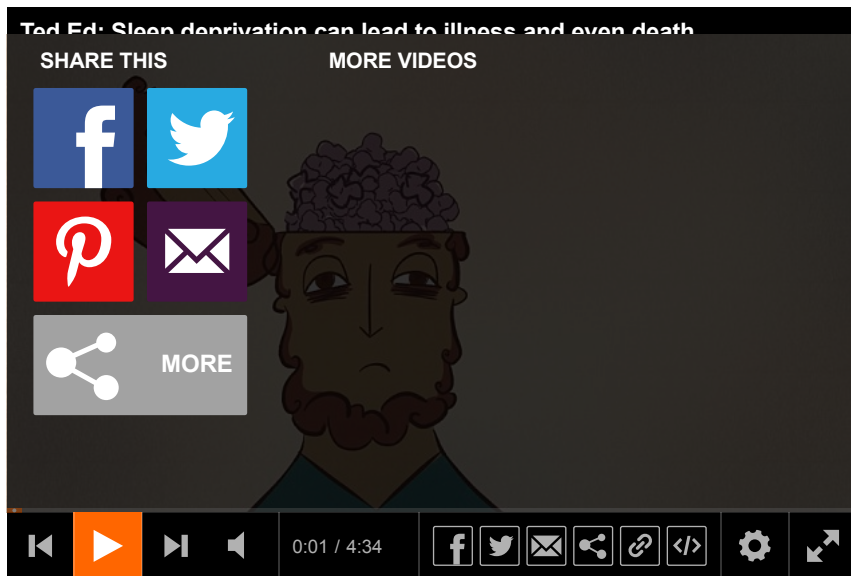 Ted Ed: Sleep deprivation can lead to illness and even death
SHARE THIS
MORE VIDEOS
MORE
0:01 / 4:34